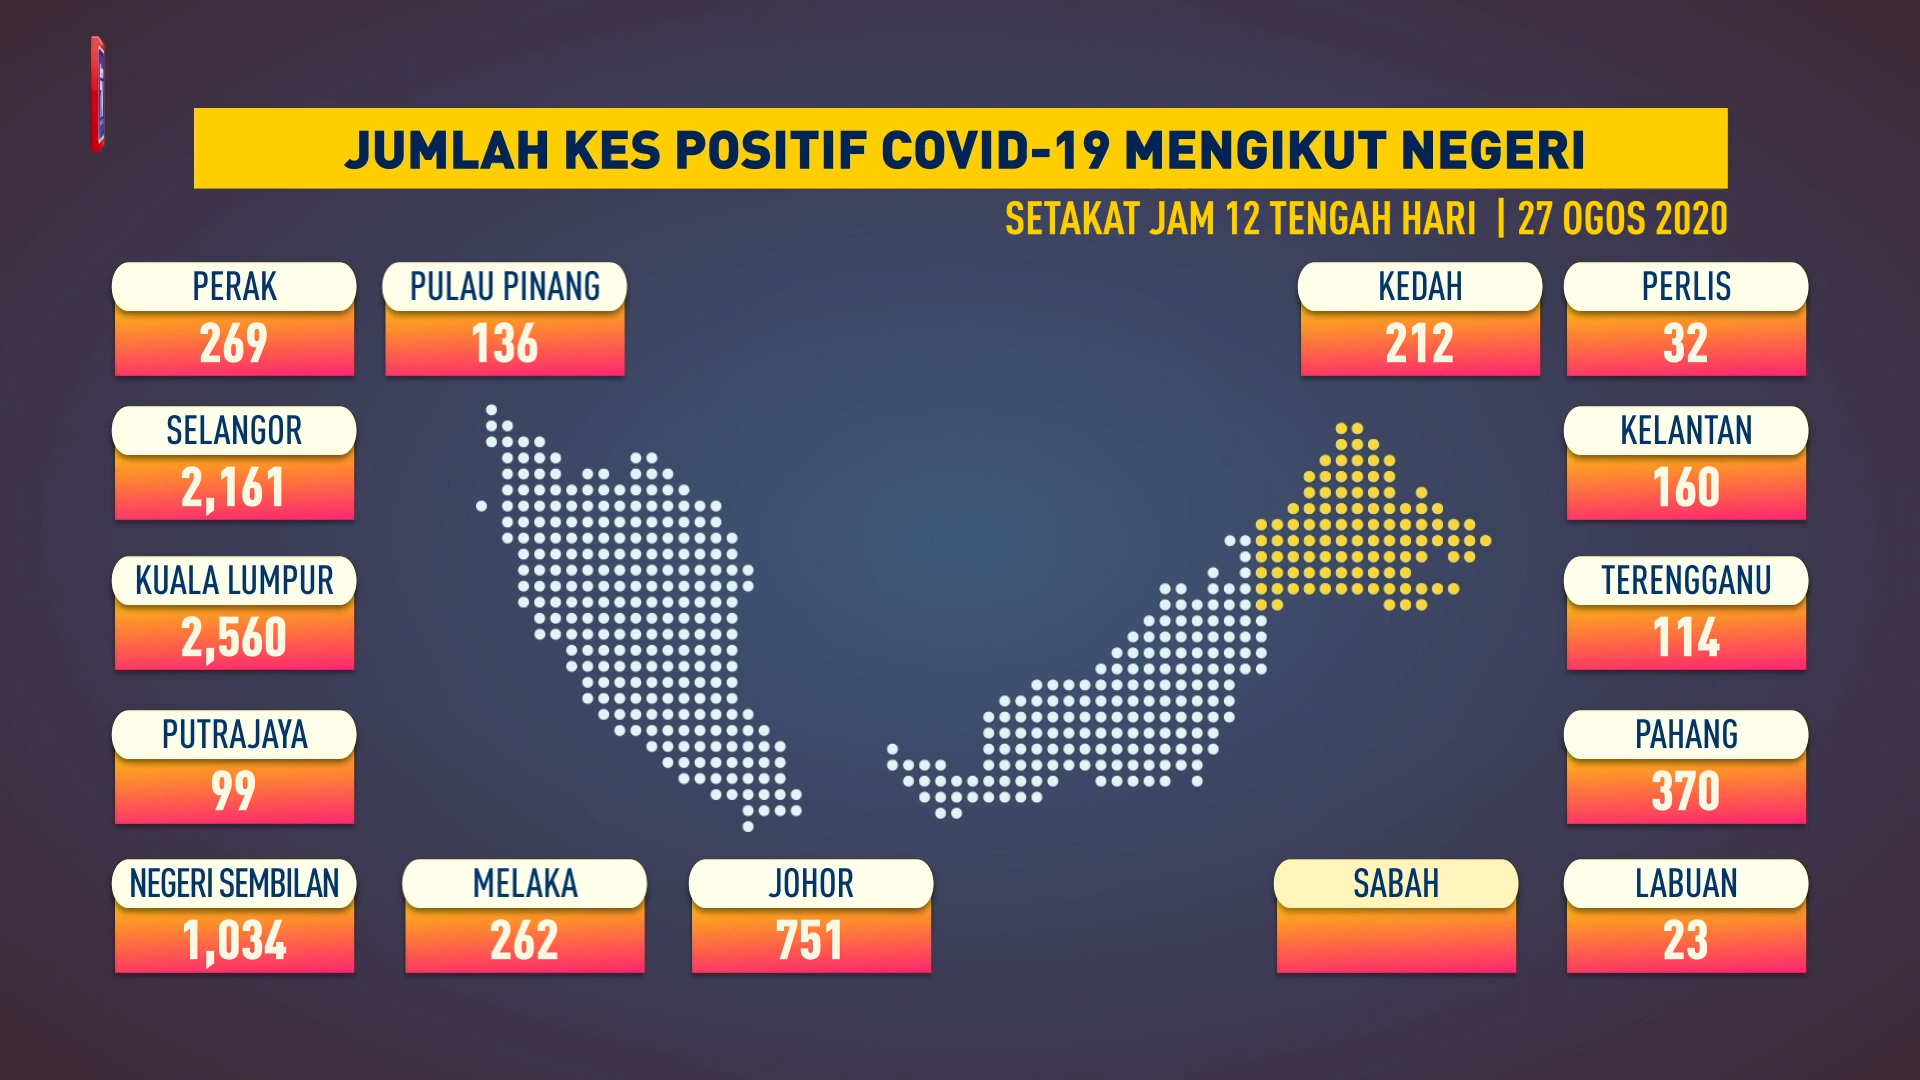 JUMLAH KES POSITIF COVID-19 MENGIKUT NEGERI
SETAKAT JAM 12 TENGAH HARI | 27 OGOS 2020
PERAK
269
PULAU PINANG
136
KEDAH
212
PERLIS
32
SELANGOR
2,161
KELANTAN
160
KUALA LUMPUR
2,560
TERENGGANU
114
PUTRAJAYA
99
PAHANG
370
NEGERI SEMBILAN
1,034
MELAKA
262
JOHOR
751
SABAH
LABUAN
23